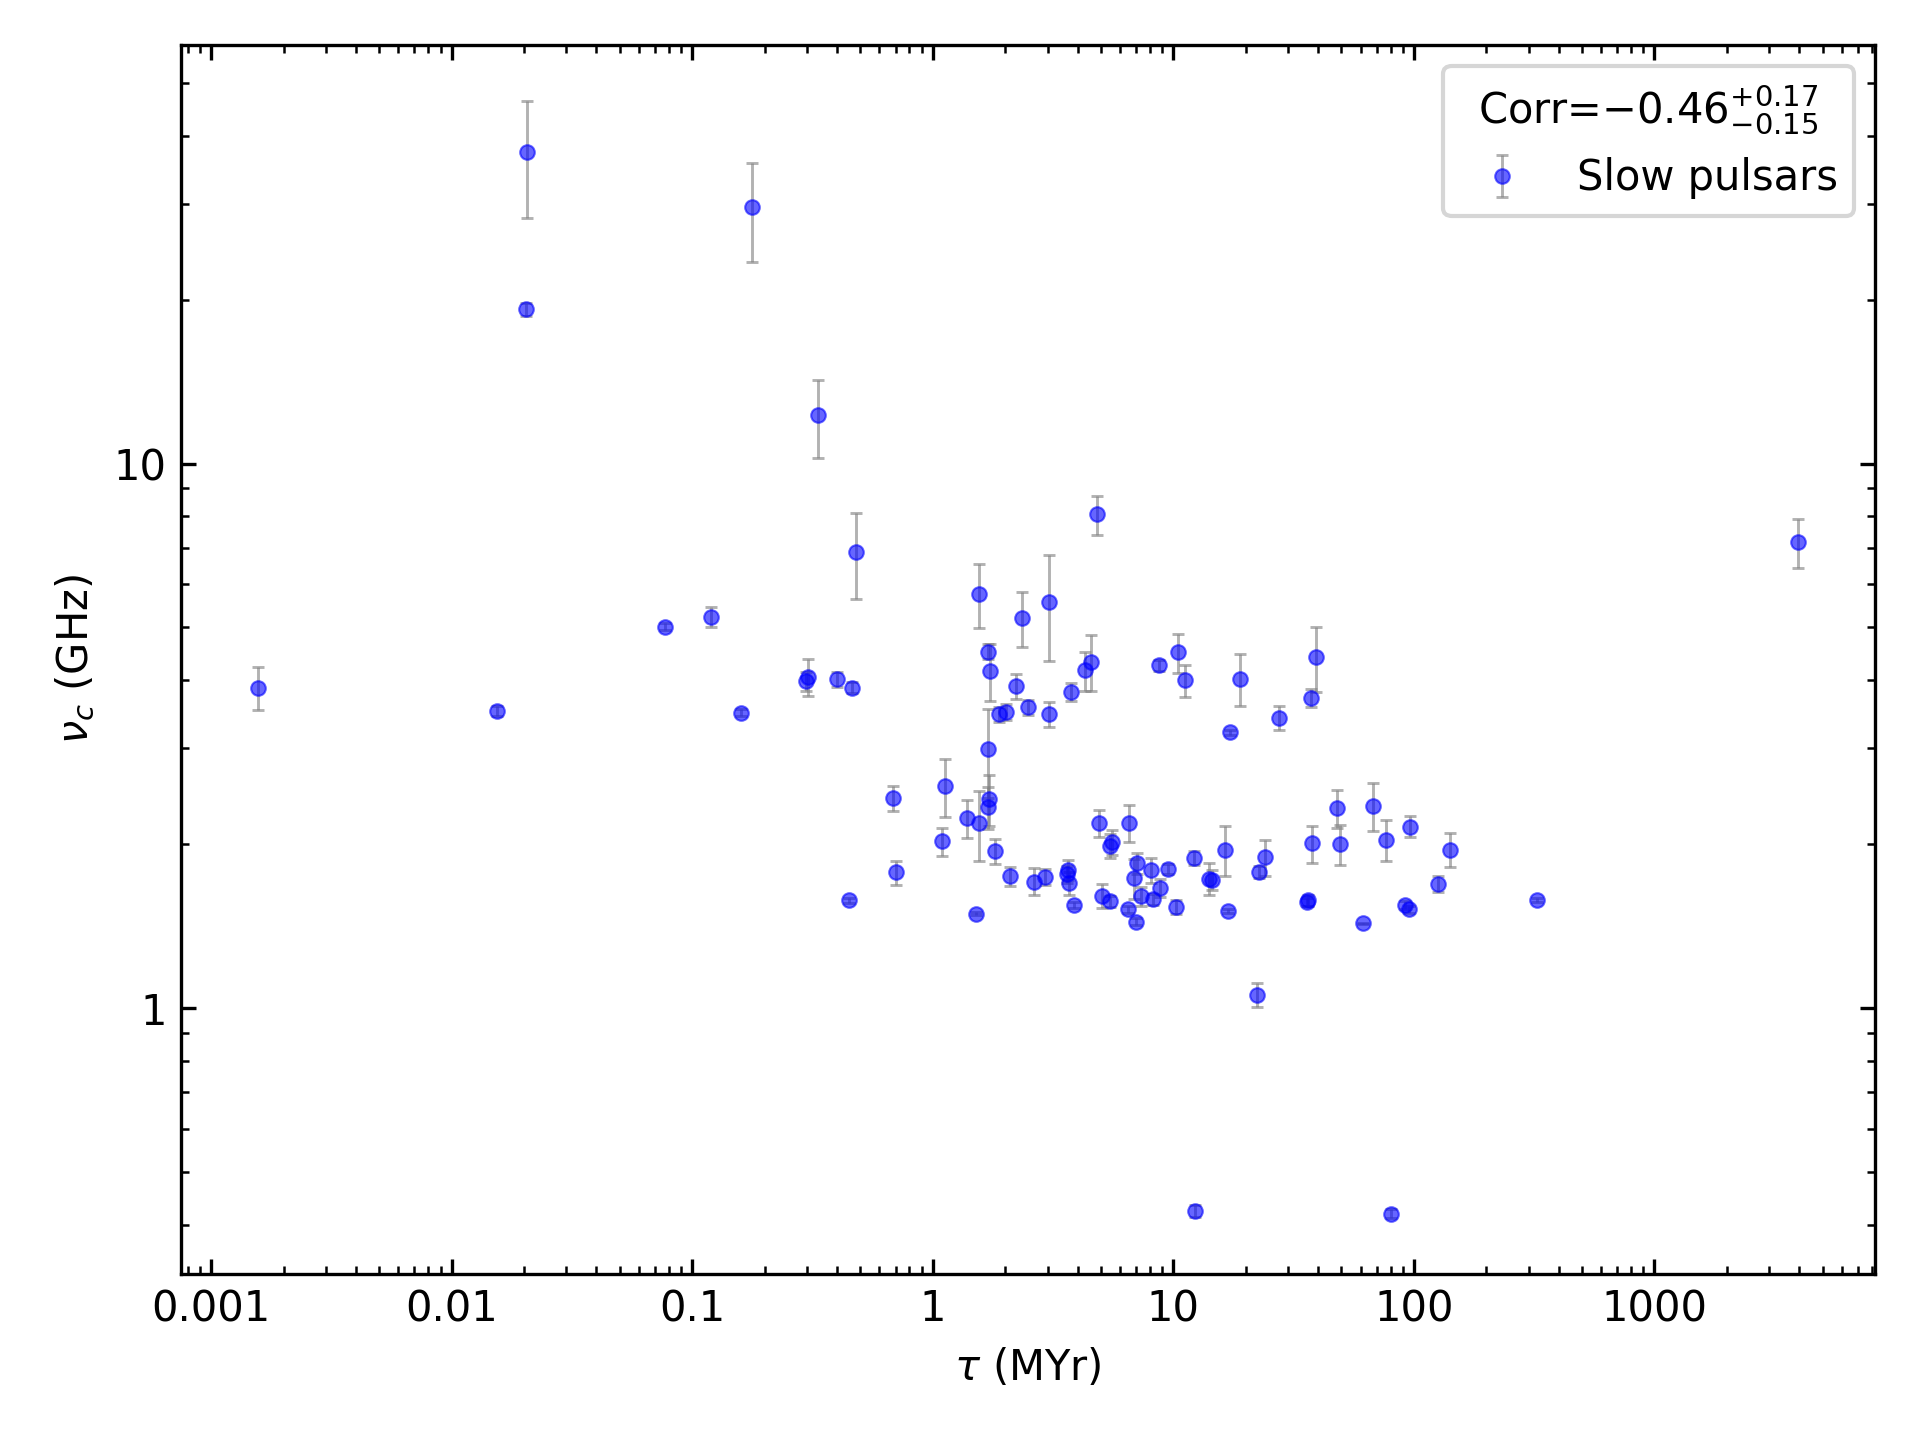 Corr=−0.46 +0.17 −0.15
Slow pulsars
10
1
ν_c (GHz)
0.001 0.01 0.1 1 10 100 1000
τ (MYr)